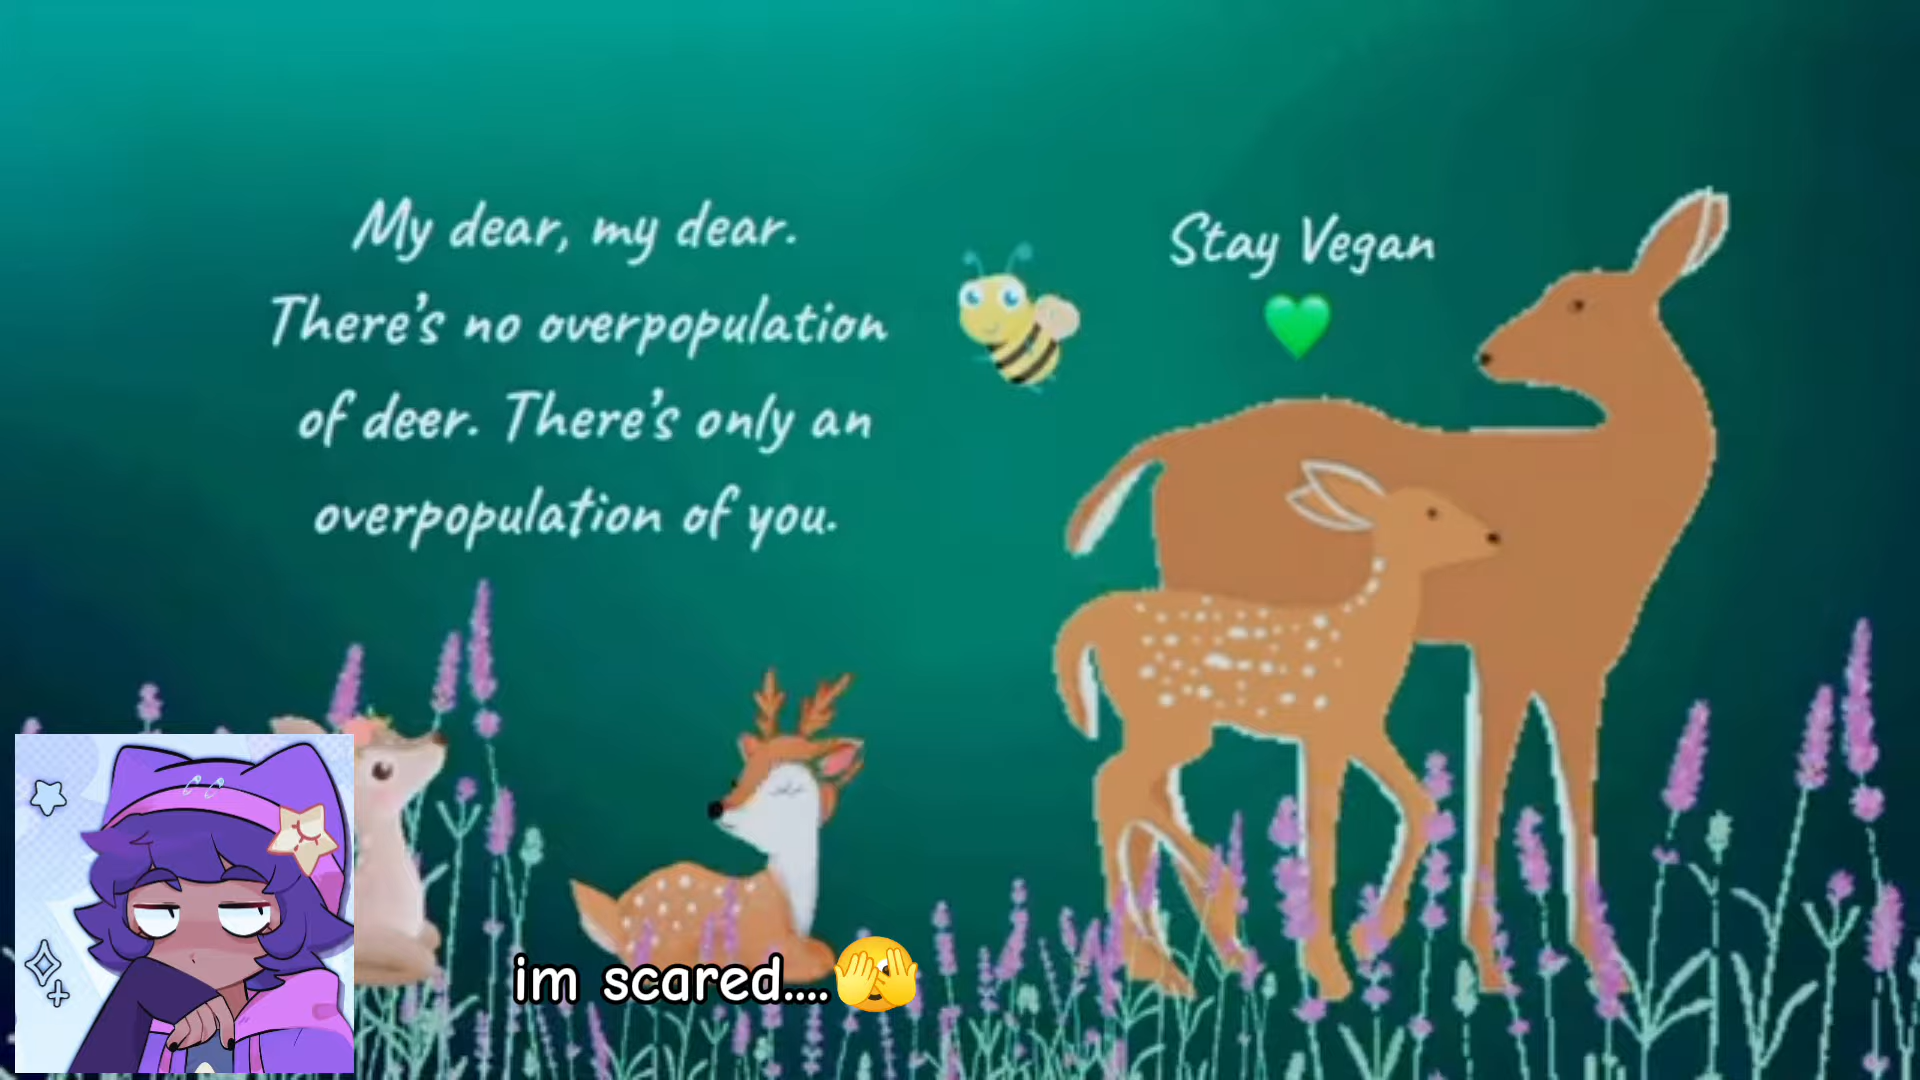 My dear, my dear.
There's no overpopulation
of deer. There's only an
overpopulation of you.
Stay Vegan
im scared....